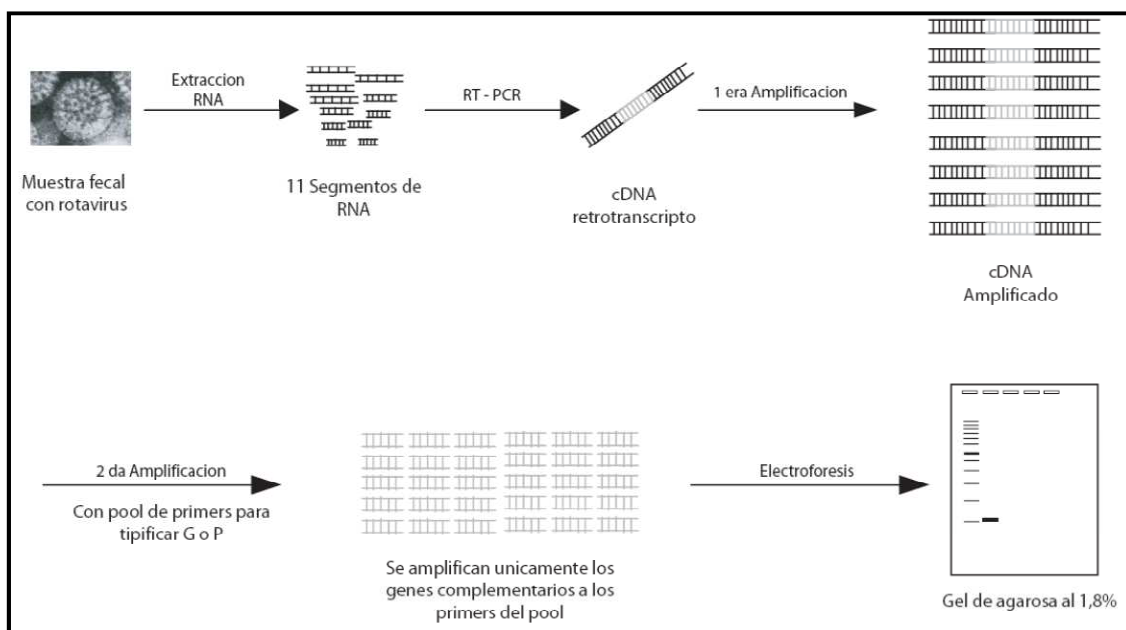 Extraccion
RNA
RT - PCR
1 era Amplificacion
Muestra fecal
con rotavirus
11 Segmentos de
RNA
cDNA
retrotranscripto
cDNA
Amplificado
2 da Amplificacion
Con pool de primers para
tipificar G o P
Se amplifican unicamente los
genes complementarios a los
primers del pool
Electroforesis
Gel de agarosa al 1,8%